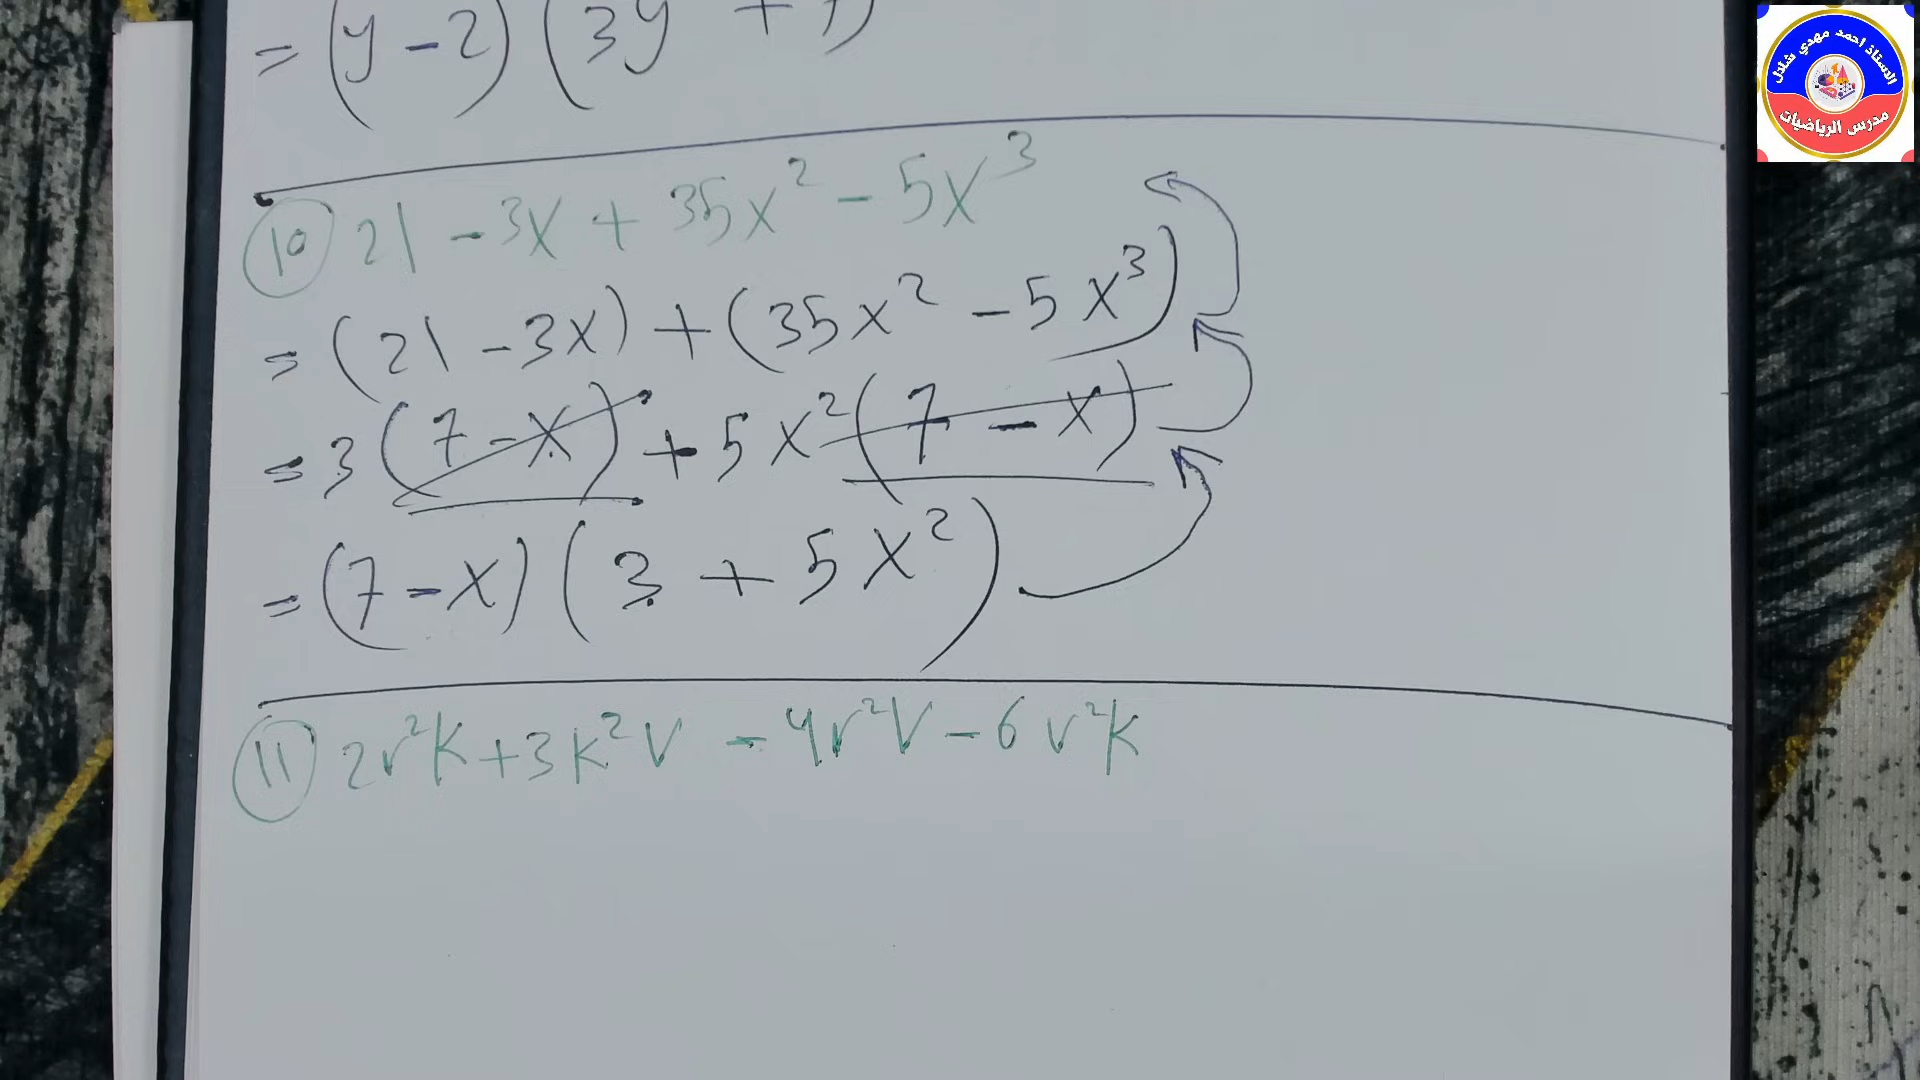 = (y - 2) (3y + 7)
10 21 - 3x + 35x² - 5x³
= (21 - 3x) + (35x² - 5x³)
= 3 (7 - x) + 5x² (7 - x)
= (7 - x) (3 + 5x²)
11 2r²k + 3k²v - 4r²v - 6v²k
الاستاذ احمد مهدي شلال
مدرس الرياضيات